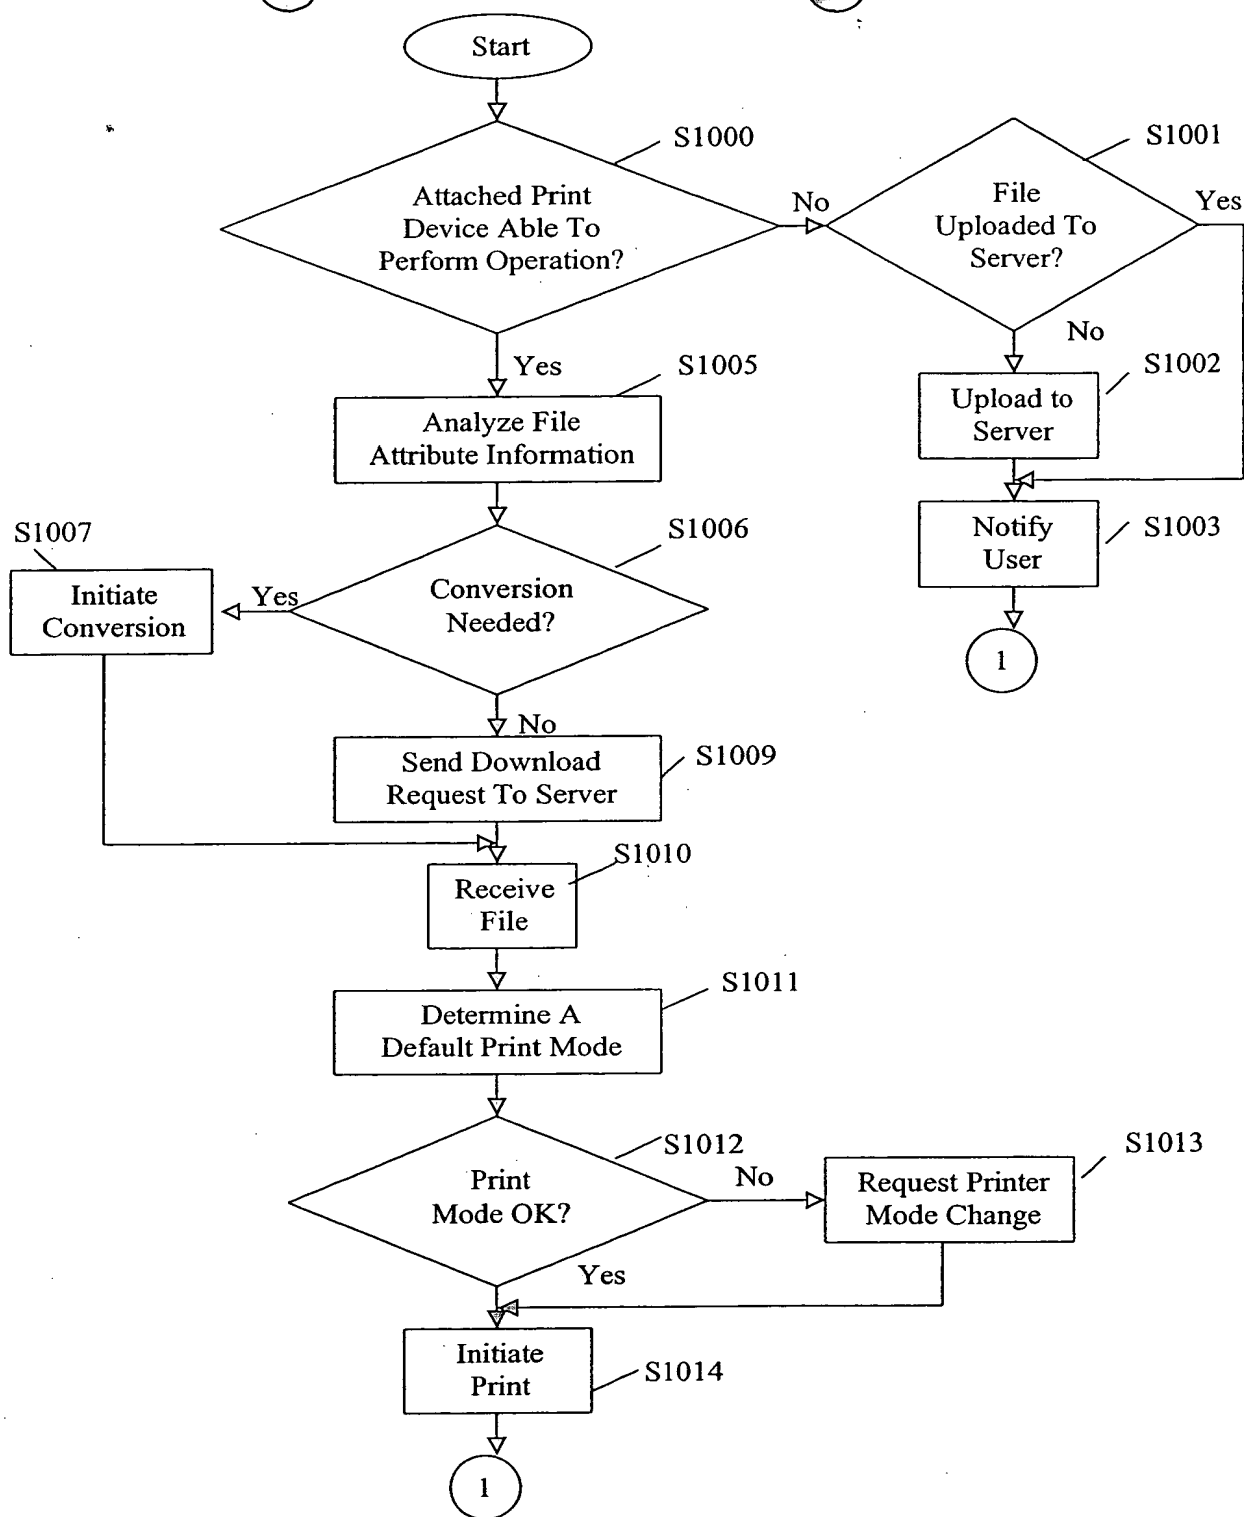 Start
S1000
Attached Print
Device Able To
Perform Operation?
No
S1001
File
Uploaded To
Server?
Yes
No
S1002
Upload to
Server
S1003
Notify
User
1
Yes
S1005
Analyze File
Attribute Information
S1006
Conversion
Needed?
Yes
S1007
Initiate
Conversion
No
S1009
Send Download
Request To Server
S1010
Receive
File
S1011
Determine A
Default Print Mode
S1012
Print
Mode OK?
No
S1013
Request Printer
Mode Change
Yes
Initiate
Print
S1014
1